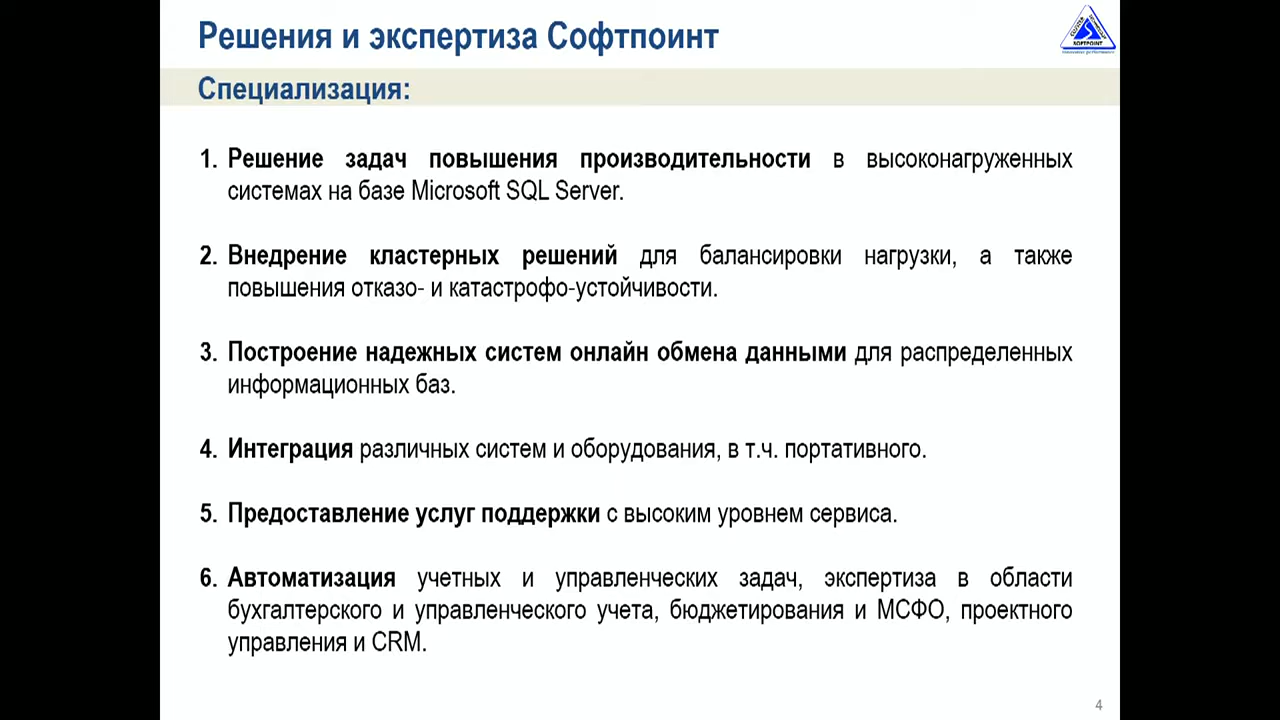 Решения и экспертиза Софтпоинт
СОФТПОИНТ
Специализация:
1. Решение задач повышения производительности в высоконагруженных
системах на базе Microsoft SQL Server.
2. Внедрение кластерных решений для балансировки нагрузки, а также
повышения отказо- и катастрофо-устойчивости.
3. Построение надежных систем онлайн обмена данными для распределенных
информационных баз.
4. Интеграция различных систем и оборудования, в т.ч. портативного.
5. Предоставление услуг поддержки с высоким уровнем сервиса.
6. Автоматизация учетных и управленческих задач, экспертиза в области
бухгалтерского и управленческого учета, бюджетирования и МСФО, проектного
управления и CRM.
4